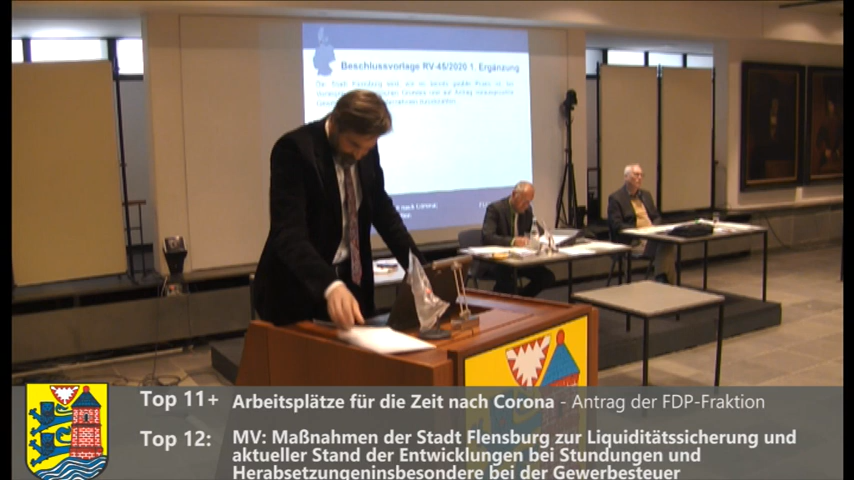 Beschlussvorlage RV-45/2020 1. Ergänzung
Top 11+ Arbeitsplätze für die Zeit nach Corona - Antrag der FDP-Fraktion
Top 12: MV: Maßnahmen der Stadt Flensburg zur Liquiditätssicherung und
aktueller Stand der Entwicklungen bei Stundungen und
Herabsetzungeninsbesondere bei der Gewerbesteuer